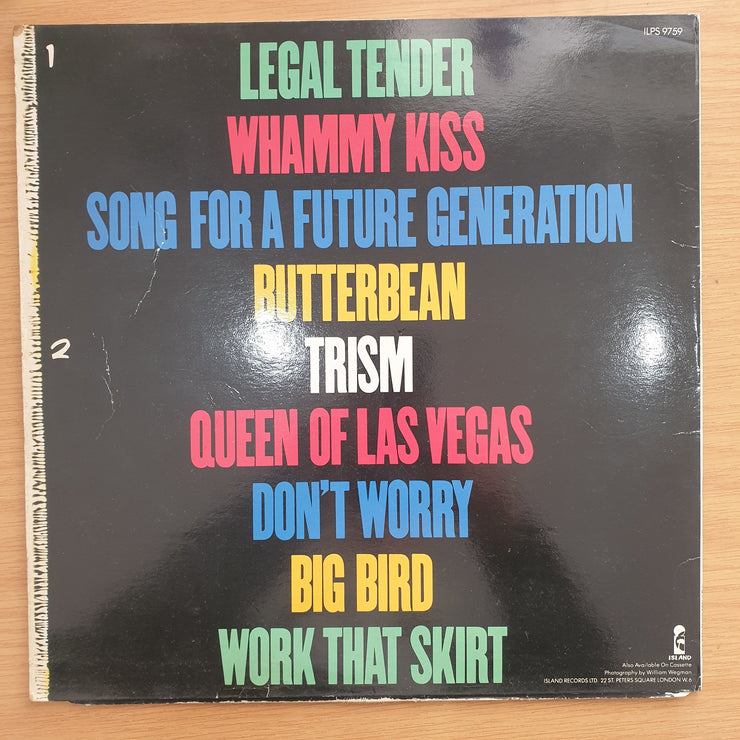 ILPS 9759
1
LEGAL TENDER
WHAMMY KISS
SONG FOR A FUTURE GENERATION
BUTTERBEAN
2
TRISM
QUEEN OF LAS VEGAS
DON'T WORRY
BIG BIRD
WORK THAT SKIRT
ISLAND
Also Available On Cassette
Photography by William Wegman
ISLAND RECORDS LTD. 22 ST. PETERS SQUARE LONDON W.6